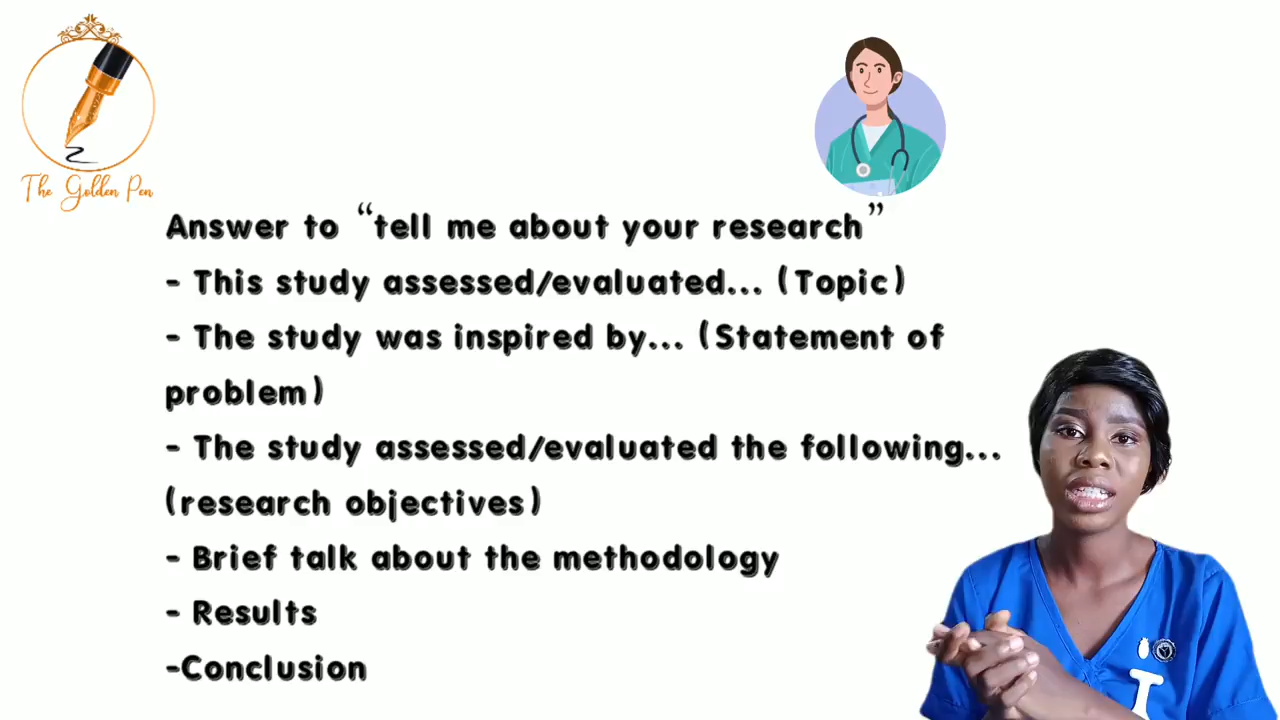 The Golden Pen
Answer to “tell me about your research”
- This study assessed/evaluated... (Topic)
- The study was inspired by... (Statement of
problem)
- The study assessed/evaluated the following...
(research objectives)
- Brief talk about the methodology
- Results
-Conclusion